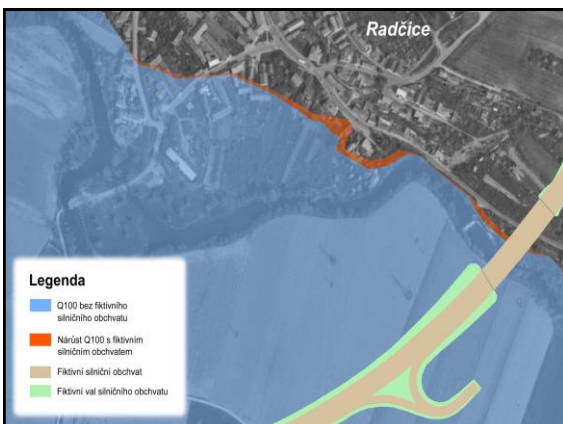 Radčice
Legenda
Q100 bez fiktivního
silničního obchvatu
Nárůst Q100 s fiktivním
silničním obchvatem
Fiktivní silniční obchvat
Fiktivní val silničního obchvatu